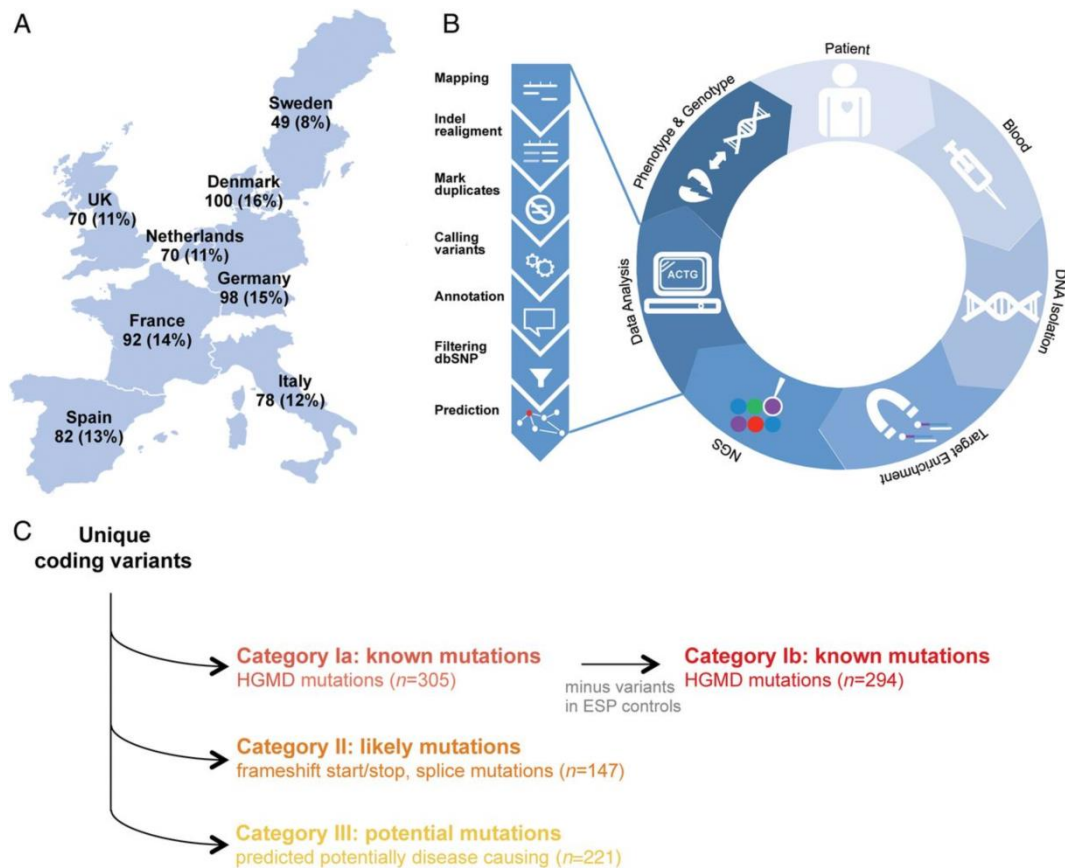 A
Sweden
49 (8%)
Denmark
100 (16%)
UK
70 (11%)
Netherlands
70 (11%)
Germany
98 (15%)
France
92 (14%)
Italy
78 (12%)
Spain
82 (13%)
B
Mapping
Indel
realigment
Mark
duplicates
Calling
variants
Annotation
Filtering
dbSNP
Prediction
Patient
Blood
DNA Isolation
Target Enrichment
NGS
Data Analysis
ACTG
Phenotype & Genotype
C
Unique
coding variants
Category Ia: known mutations
HGMD mutations (n=305)
minus variants
in ESP controls
Category Ib: known mutations
HGMD mutations (n=294)
Category II: likely mutations
frameshift start/stop, splice mutations (n=147)
Category III: potential mutations
predicted potentially disease causing (n=221)